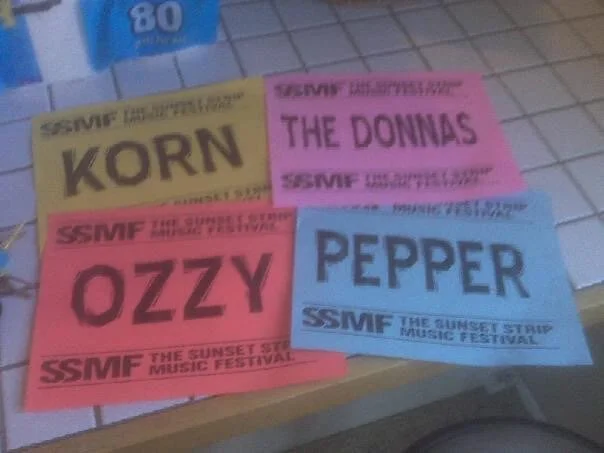 80
SSMF THE SUNSET STRIP
MUSIC FESTIVAL
KORN
SUNSET STRIP
SSMF THE SUNSET STRIP
MUSIC FESTIVAL
THE DONNAS
SSMF THE SUNSET STRIP
MUSIC FESTIVAL
SSMF THE SUNSET STRIP
MUSIC FESTIVAL
OZZY
SSMF THE SUNSET STR
MUSIC FESTIVAL
MUSIC FESTIVAL
PEPPER
SSMF THE SUNSET STRIP
MUSIC FESTIVAL